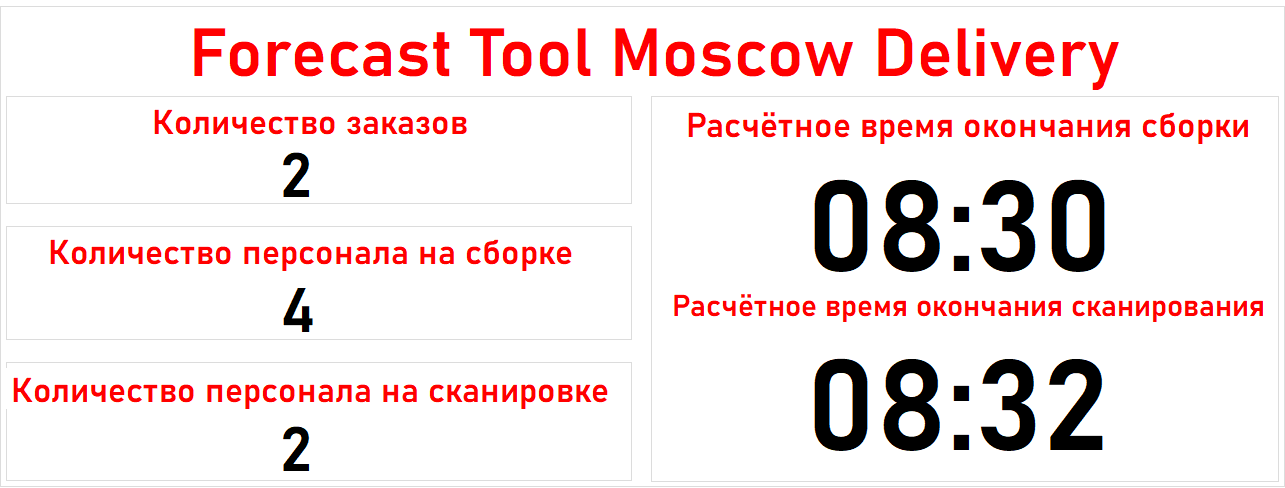 Forecast Tool Moscow Delivery
Количество заказов
2
Количество персонала на сборке
4
Количество персонала на сканировке
2
Расчётное время окончания сборки
08:30
Расчётное время окончания сканирования
08:32